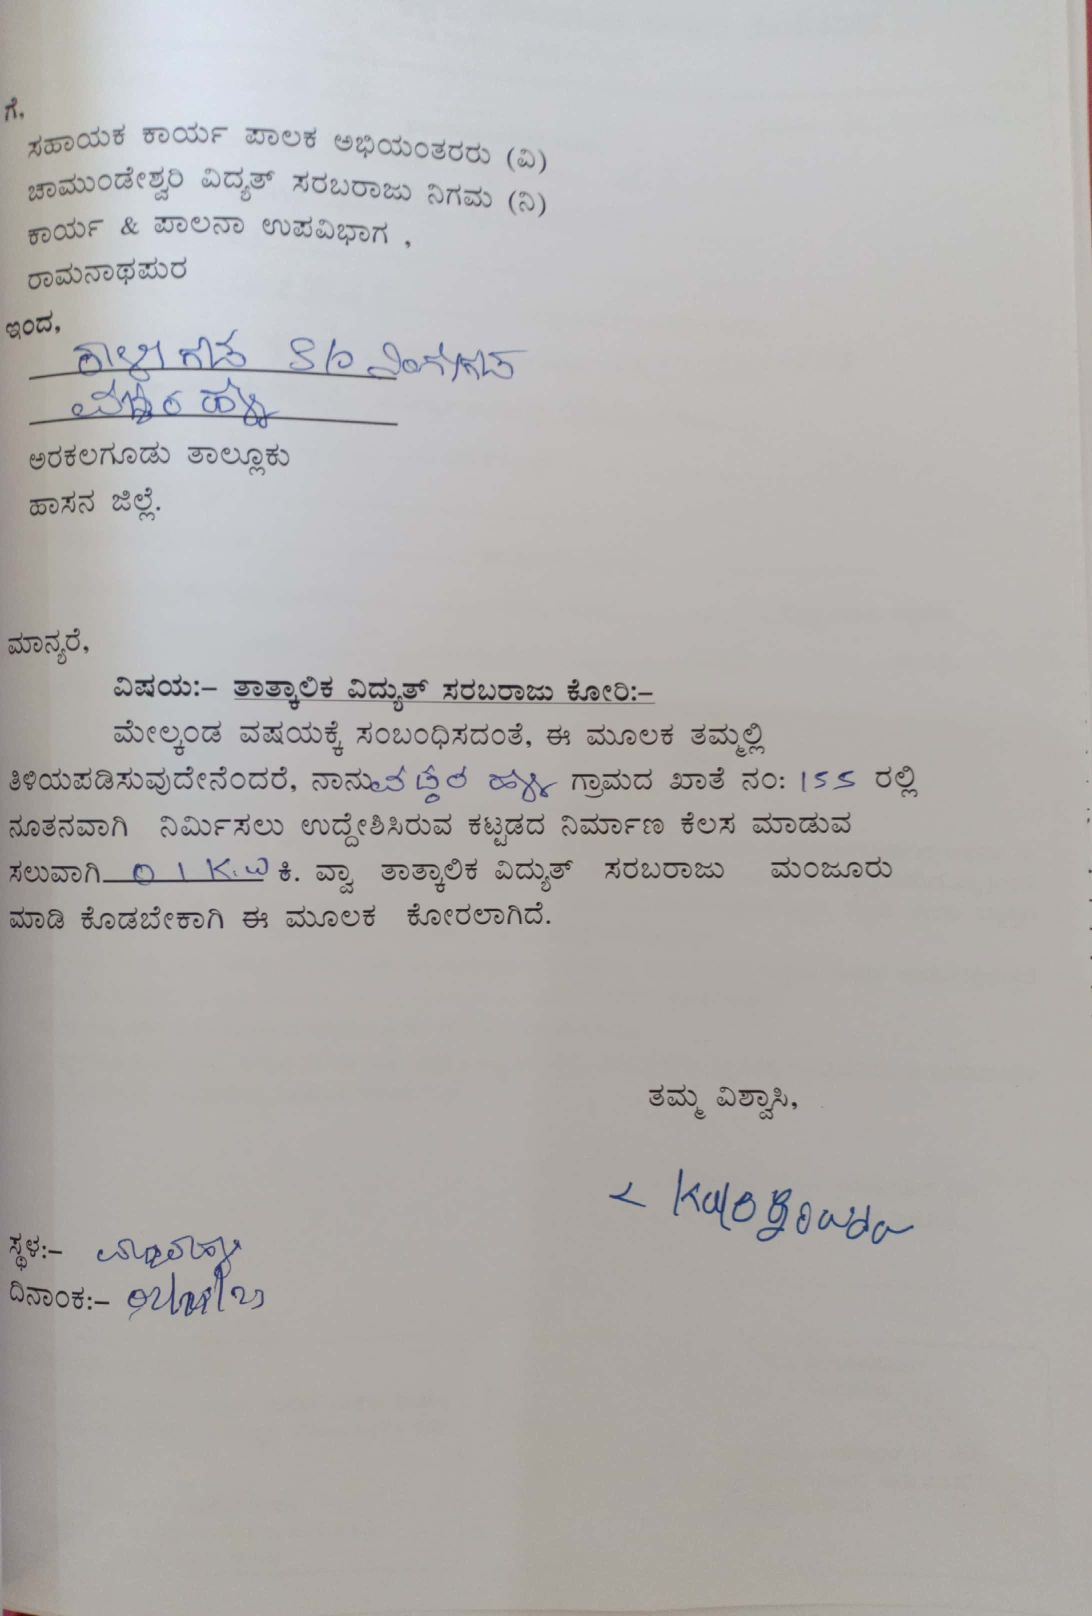 ಗೆ,
ಸಹಾಯಕ ಕಾರ್ಯ ಪಾಲಕ ಅಭಿಯಂತರರು (ವಿ)
ಚಾಮುಂಡೇಶ್ವರಿ ವಿದ್ಯತ್ ಸರಬರಾಜು ನಿಗಮ (ನಿ)
ಕಾರ್ಯ & ಪಾಲನಾ ಉಪವಿಭಾಗ ,
ರಾಮನಾಥಪುರ
ಇಂದ,
S/o
ಅರಕಲಗೂಡು ತಾಲ್ಲೂಕು
ಹಾಸನ ಜಿಲ್ಲೆ.
ಮಾನ್ಯರೆ,
ವಿಷಯ:– ತಾತ್ಕಾಲಿಕ ವಿದ್ಯುತ್ ಸರಬರಾಜು ಕೋರಿ:–
ಮೇಲ್ಕಂಡ ವಷಯಕ್ಕೆ ಸಂಬಂಧಿಸದಂತೆ, ಈ ಮೂಲಕ ತಮ್ಮಲ್ಲಿ
ತಿಳಿಯಪಡಿಸುವುದೇನೆಂದರೆ, ನಾನು ಗ್ರಾಮದ ಖಾತೆ ನಂ: 155 ರಲ್ಲಿ
ನೂತನವಾಗಿ ನಿರ್ಮಿಸಲು ಉದ್ದೇಶಿಸಿರುವ ಕಟ್ಟಡದ ನಿರ್ಮಾಣ ಕೆಲಸ ಮಾಡುವ
ಸಲುವಾಗಿ 01 K.W ಕಿ. ವ್ವಾ ತಾತ್ಕಾಲಿಕ ವಿದ್ಯುತ್ ಸರಬರಾಜು ಮಂಜೂರು
ಮಾಡಿ ಕೊಡಬೇಕಾಗಿ ಈ ಮೂಲಕ ಕೋರಲಾಗಿದೆ.
ತಮ್ಮ ವಿಶ್ವಾಸಿ,
ಸ್ಥಳ:–
ದಿನಾಂಕ:–